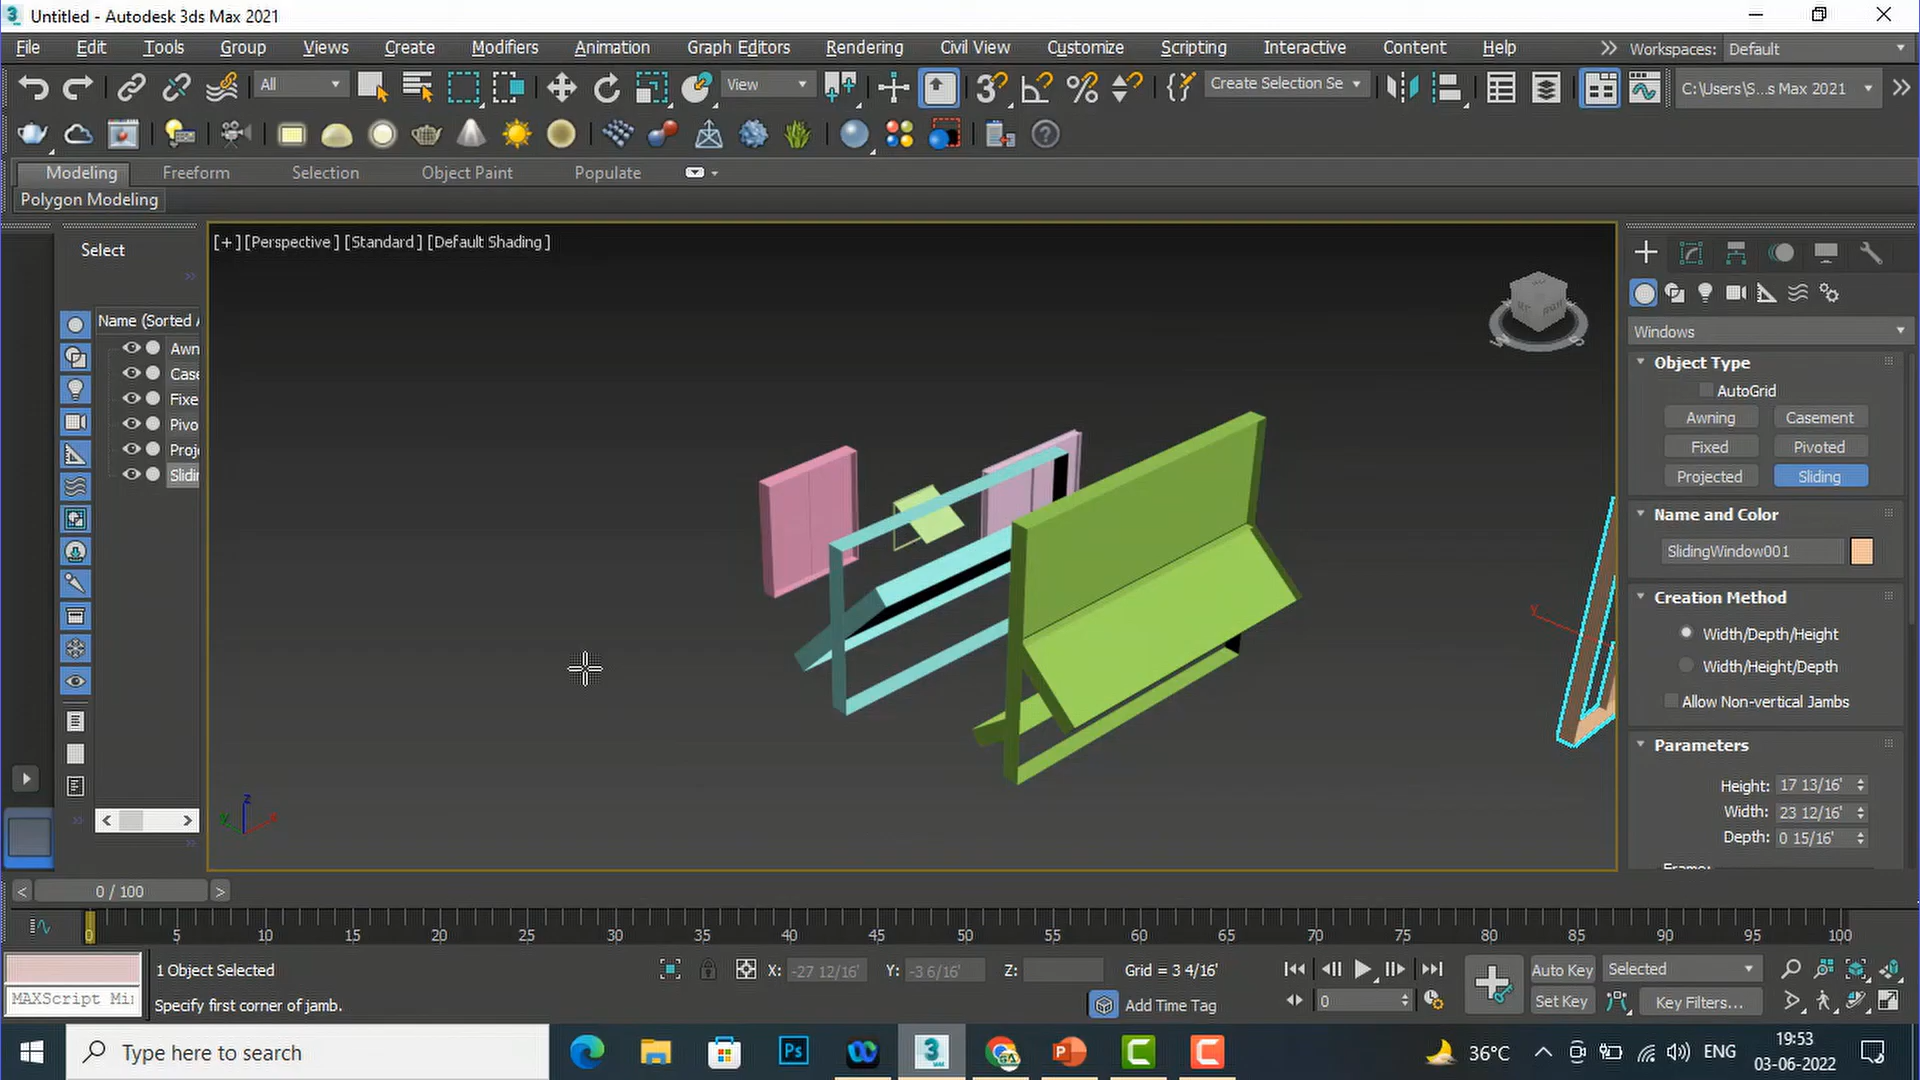 Untitled - Autodesk 3ds Max 2021
File Edit Tools Group Views Create Modifiers Animation Graph Editors Rendering Civil View Customize Scripting Interactive Content Help Workspaces: Default
All View Create Selection Se C:\Users\S...s Max 2021
Modeling Freeform Selection Object Paint Populate
Polygon Modeling
[+] [Perspective] [Standard] [Default Shading]
Select
Name (Sorted A
Awn
Case
Fixe
Pivo
Proje
Slidin
Windows
Object Type
AutoGrid
Awning Casement
Fixed Pivoted
Projected Sliding
Name and Color
SlidingWindow001
Creation Method
Width/Depth/Height
Width/Height/Depth
Allow Non-vertical Jambs
Parameters
Height: 17 13/16'
Width: 23 12/16'
Depth: 0 15/16'
Frame:
z
x
y
y
< 0 / 100 >
0 5 10 15 20 25 30 35 40 45 50 55 60 65 70 75 80 85 90 95 100
1 Object Selected X: -27 12/16' Y: -3 6/16' Z: Grid = 3 4/16' Auto Key Selected
MAXScript Mi Specify first corner of jamb. Add Time Tag 0 Set Key Key Filters...
Type here to search Ps 3 36°C ENG 19:53
03-06-2022